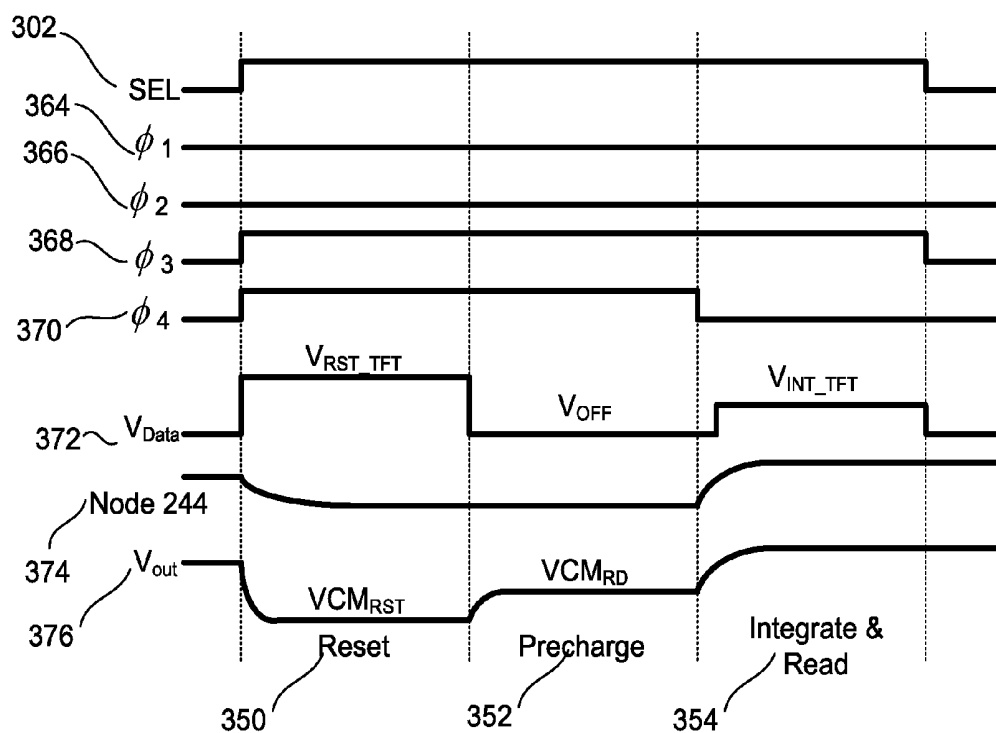 302
SEL
364
ϕ 1
366
ϕ 2
368
ϕ 3
370
ϕ 4
V_RST_TFT
V_OFF
V_INT_TFT
372
V_Data
Node 244
374
V_out
VCM_RST
VCM_RD
376
Reset
Precharge
Integrate &
Read
350
352
354